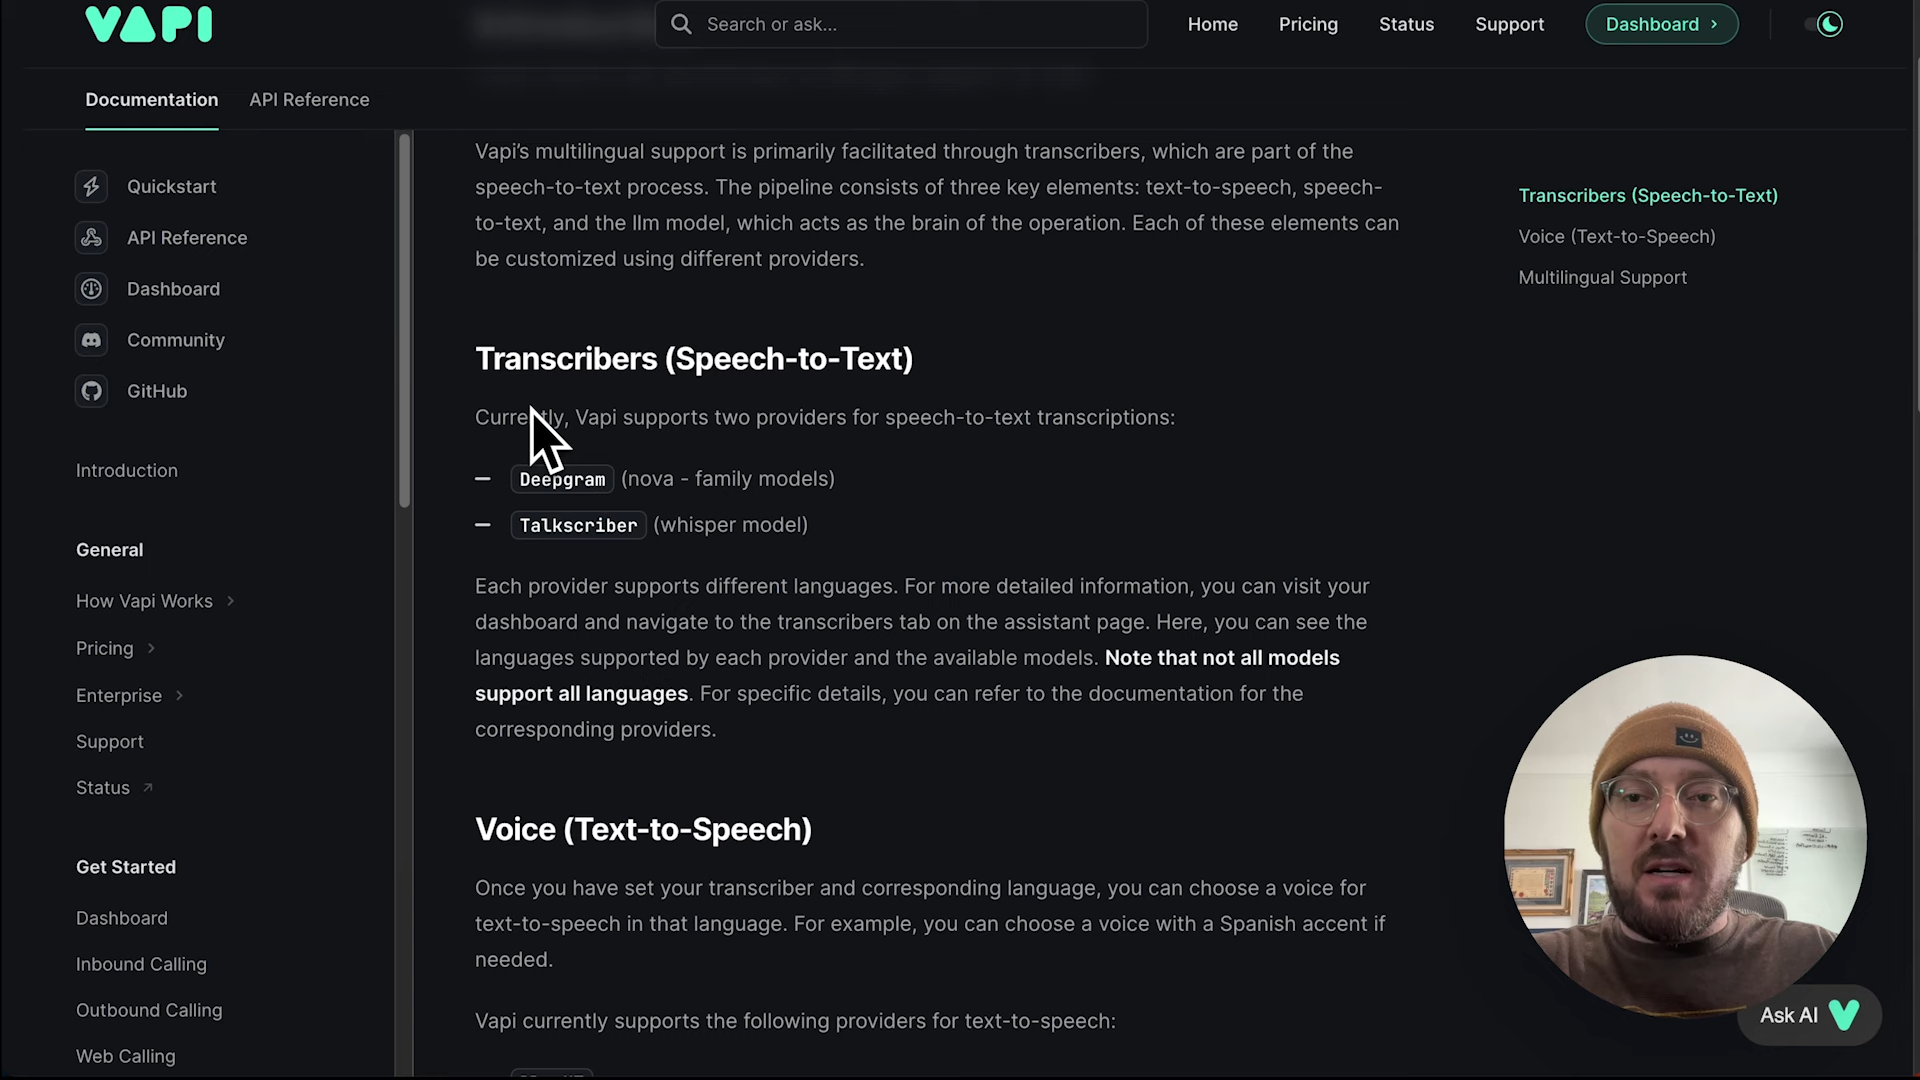 VAPI
Search or ask...
Home
Pricing
Status
Support
Dashboard
Documentation
API Reference
Quickstart
API Reference
Dashboard
Community
GitHub
Introduction
General
How Vapi Works
Pricing
Enterprise
Support
Status
Get Started
Dashboard
Inbound Calling
Outbound Calling
Web Calling
Vapi’s multilingual support is primarily facilitated through transcribers, which are part of the
speech-to-text process. The pipeline consists of three key elements: text-to-speech, speech-
to-text, and the llm model, which acts as the brain of the operation. Each of these elements can
be customized using different providers.
Transcribers (Speech-to-Text)
Currently, Vapi supports two providers for speech-to-text transcriptions:
– Deepgram (nova - family models)
– Talkscriber (whisper model)
Each provider supports different languages. For more detailed information, you can visit your
dashboard and navigate to the transcribers tab on the assistant page. Here, you can see the
languages supported by each provider and the available models. Note that not all models
support all languages. For specific details, you can refer to the documentation for the
corresponding providers.
Voice (Text-to-Speech)
Once you have set your transcriber and corresponding language, you can choose a voice for
text-to-speech in that language. For example, you can choose a voice with a Spanish accent if
needed.
Vapi currently supports the following providers for text-to-speech:
Transcribers (Speech-to-Text)
Voice (Text-to-Speech)
Multilingual Support
Ask AI